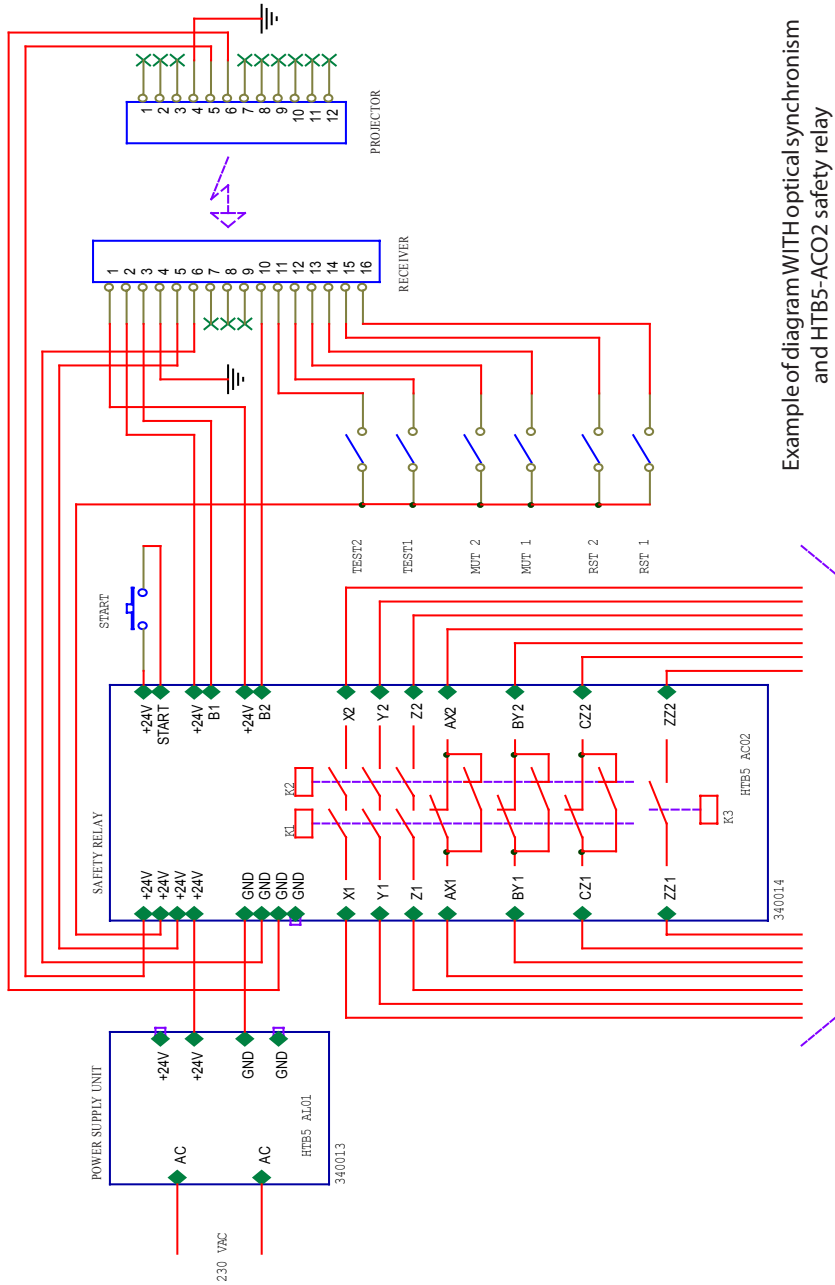 PROJECTOR
1
2
3
4
5
6
7
8
9
10
11
12
RECEIVER
1
2
3
4
5
6
7
8
9
10
11
12
13
14
15
16
START
TEST2
TEST1
MUT 2
MUT 1
RST 2
RST 1
SAFETY RELAY
+24V
START
+24V
B1
+24V
B2
X2
Y2
Z2
AX2
BY2
CZ2
ZZ2
K2
K1
K3
+24V
+24V
+24V
+24V
GND
GND
GND
GND
X1
Y1
Z1
AX1
BY1
CZ1
ZZ1
HTB5 AC02
340014
POWER SUPPLY UNIT
+24V
+24V
GND
GND
AC
AC
HTB5 AL01
340013
230 VAC
Example of diagram WITH optical synchronism
and HTB5-ACO2 safety relay